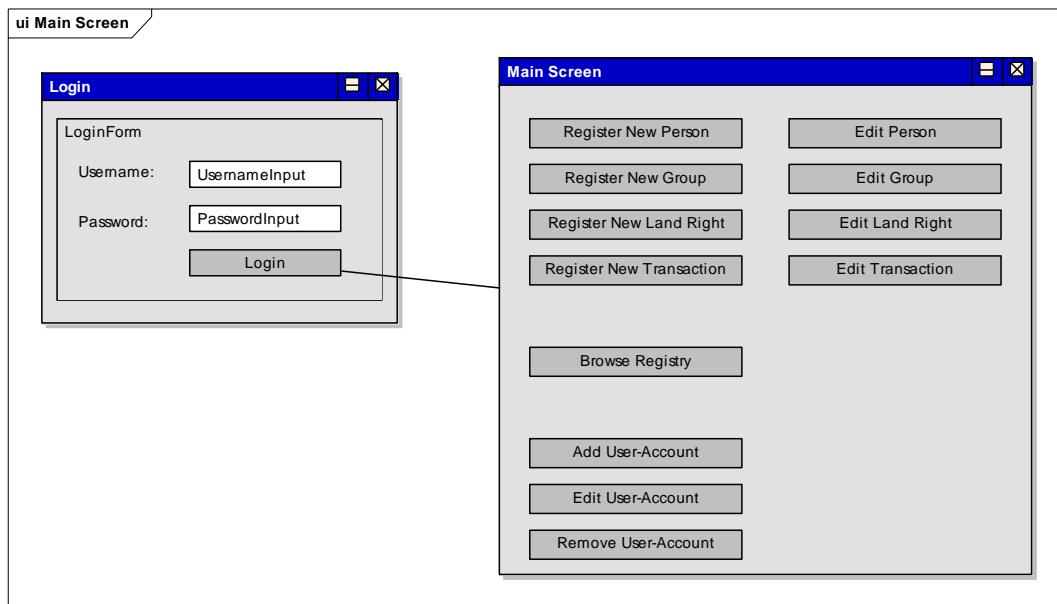 ui Main Screen
Login
LoginForm
Username:
UsernameInput
Password:
PasswordInput
Login
Main Screen
Register New Person
Edit Person
Register New Group
Edit Group
Register New Land Right
Edit Land Right
Register New Transaction
Edit Transaction
Browse Registry
Add User-Account
Edit User-Account
Remove User-Account